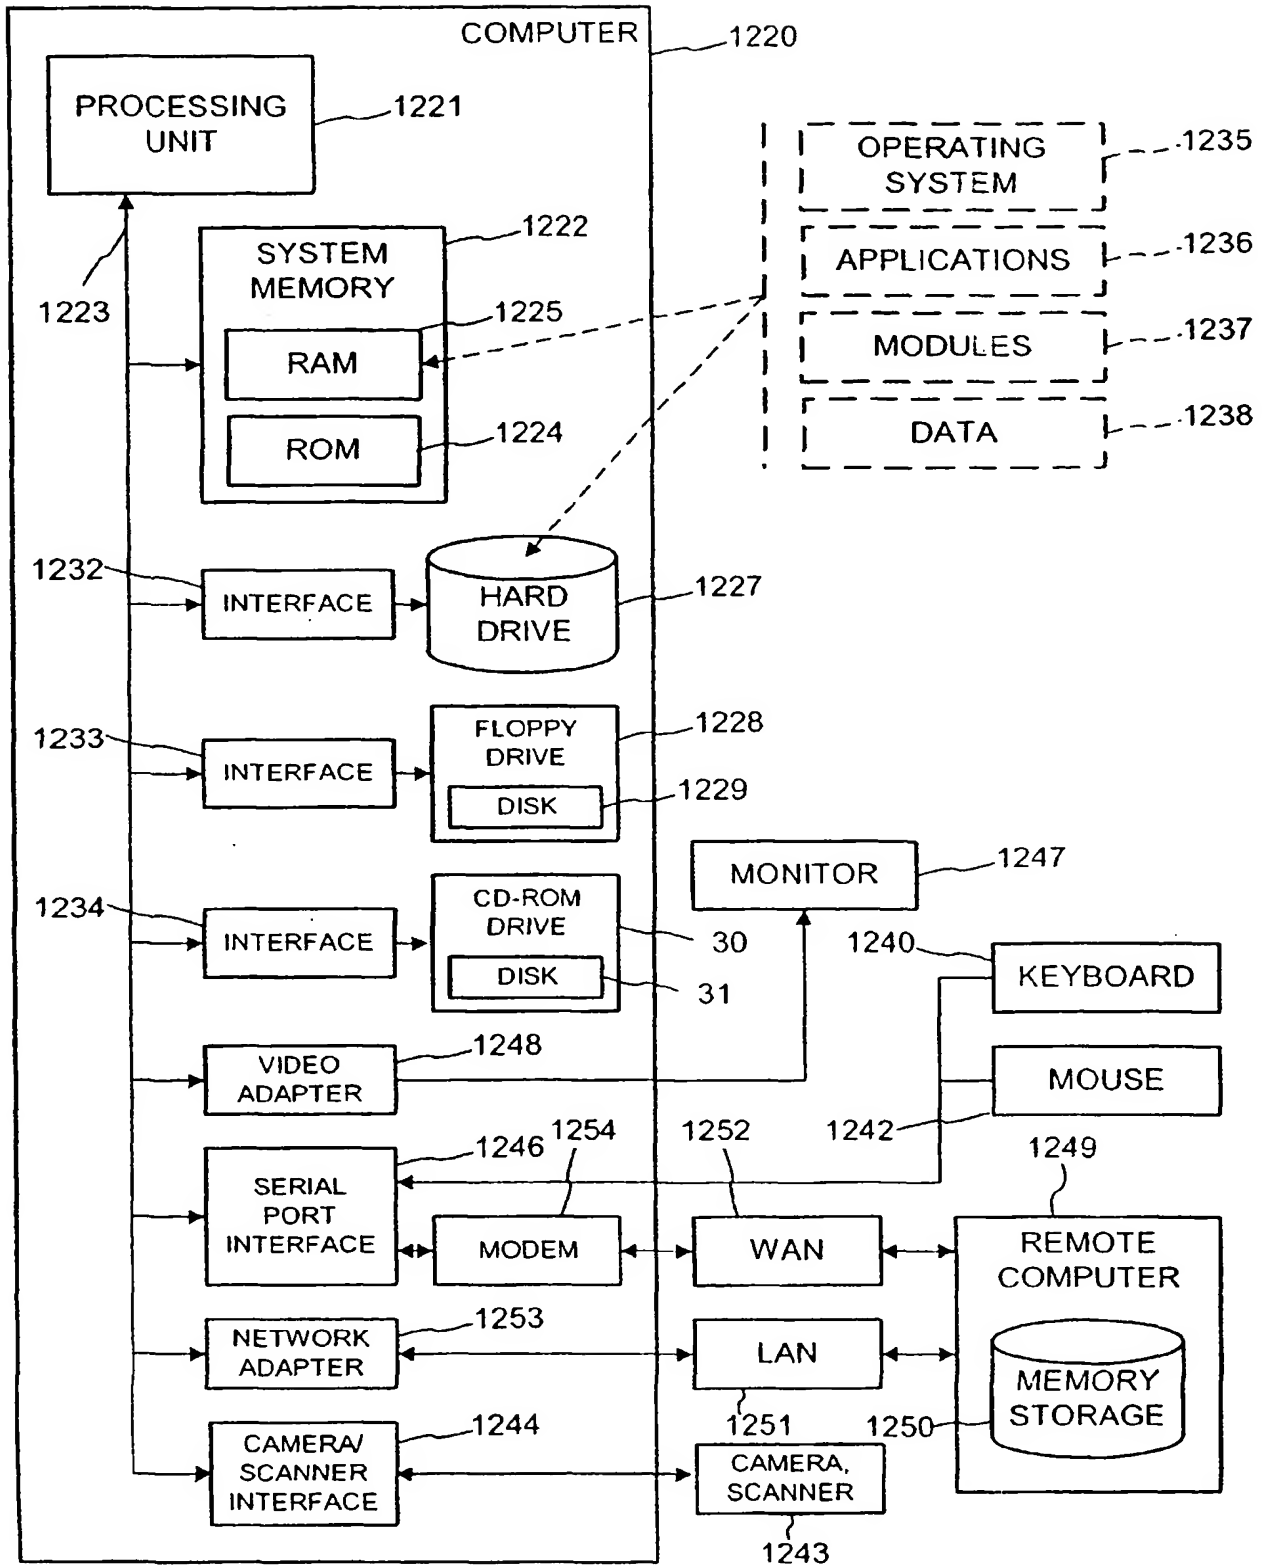 COMPUTER
1220
PROCESSING
UNIT
1221
1223
SYSTEM
MEMORY
1222
RAM
1225
ROM
1224
OPERATING
SYSTEM
1235
APPLICATIONS
1236
MODULES
1237
DATA
1238
1232
INTERFACE
HARD
DRIVE
1227
1233
INTERFACE
FLOPPY
DRIVE
1228
DISK
1229
1234
INTERFACE
CD-ROM
DRIVE
30
DISK
31
MONITOR
1247
1240
KEYBOARD
MOUSE
1242
VIDEO
ADAPTER
1248
SERIAL
PORT
INTERFACE
1246
1254
MODEM
1252
WAN
1249
REMOTE
COMPUTER
MEMORY
STORAGE
1250
NETWORK
ADAPTER
1253
LAN
1251
CAMERA/
SCANNER
INTERFACE
1244
CAMERA,
SCANNER
1243